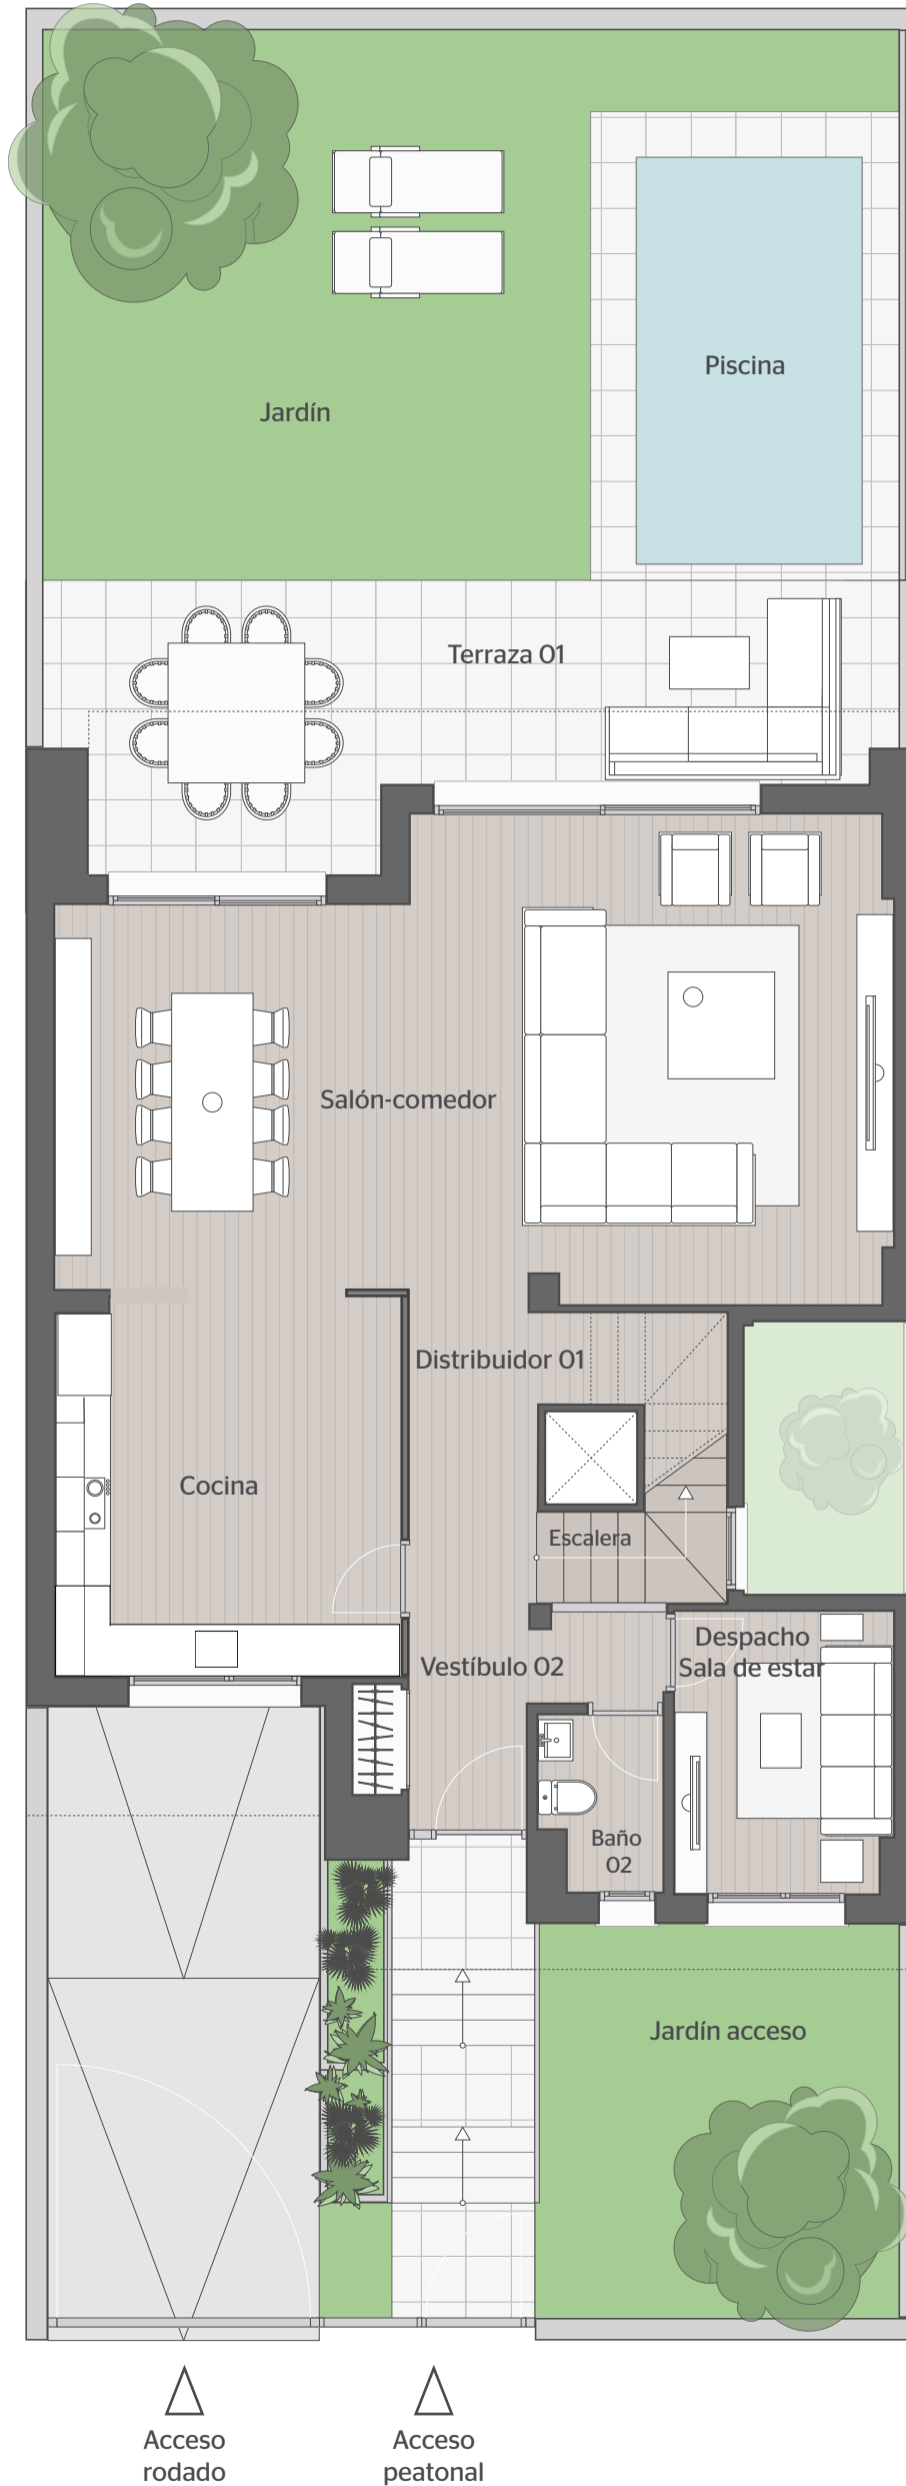 Piscina
Jardín
Terraza 01
Salón-comedor
Distribuidor 01
Cocina
Escalera
Despacho
Sala de estar
Vestíbulo 02
Baño
02
Jardín acceso
Acceso
rodado
Acceso
peatonal